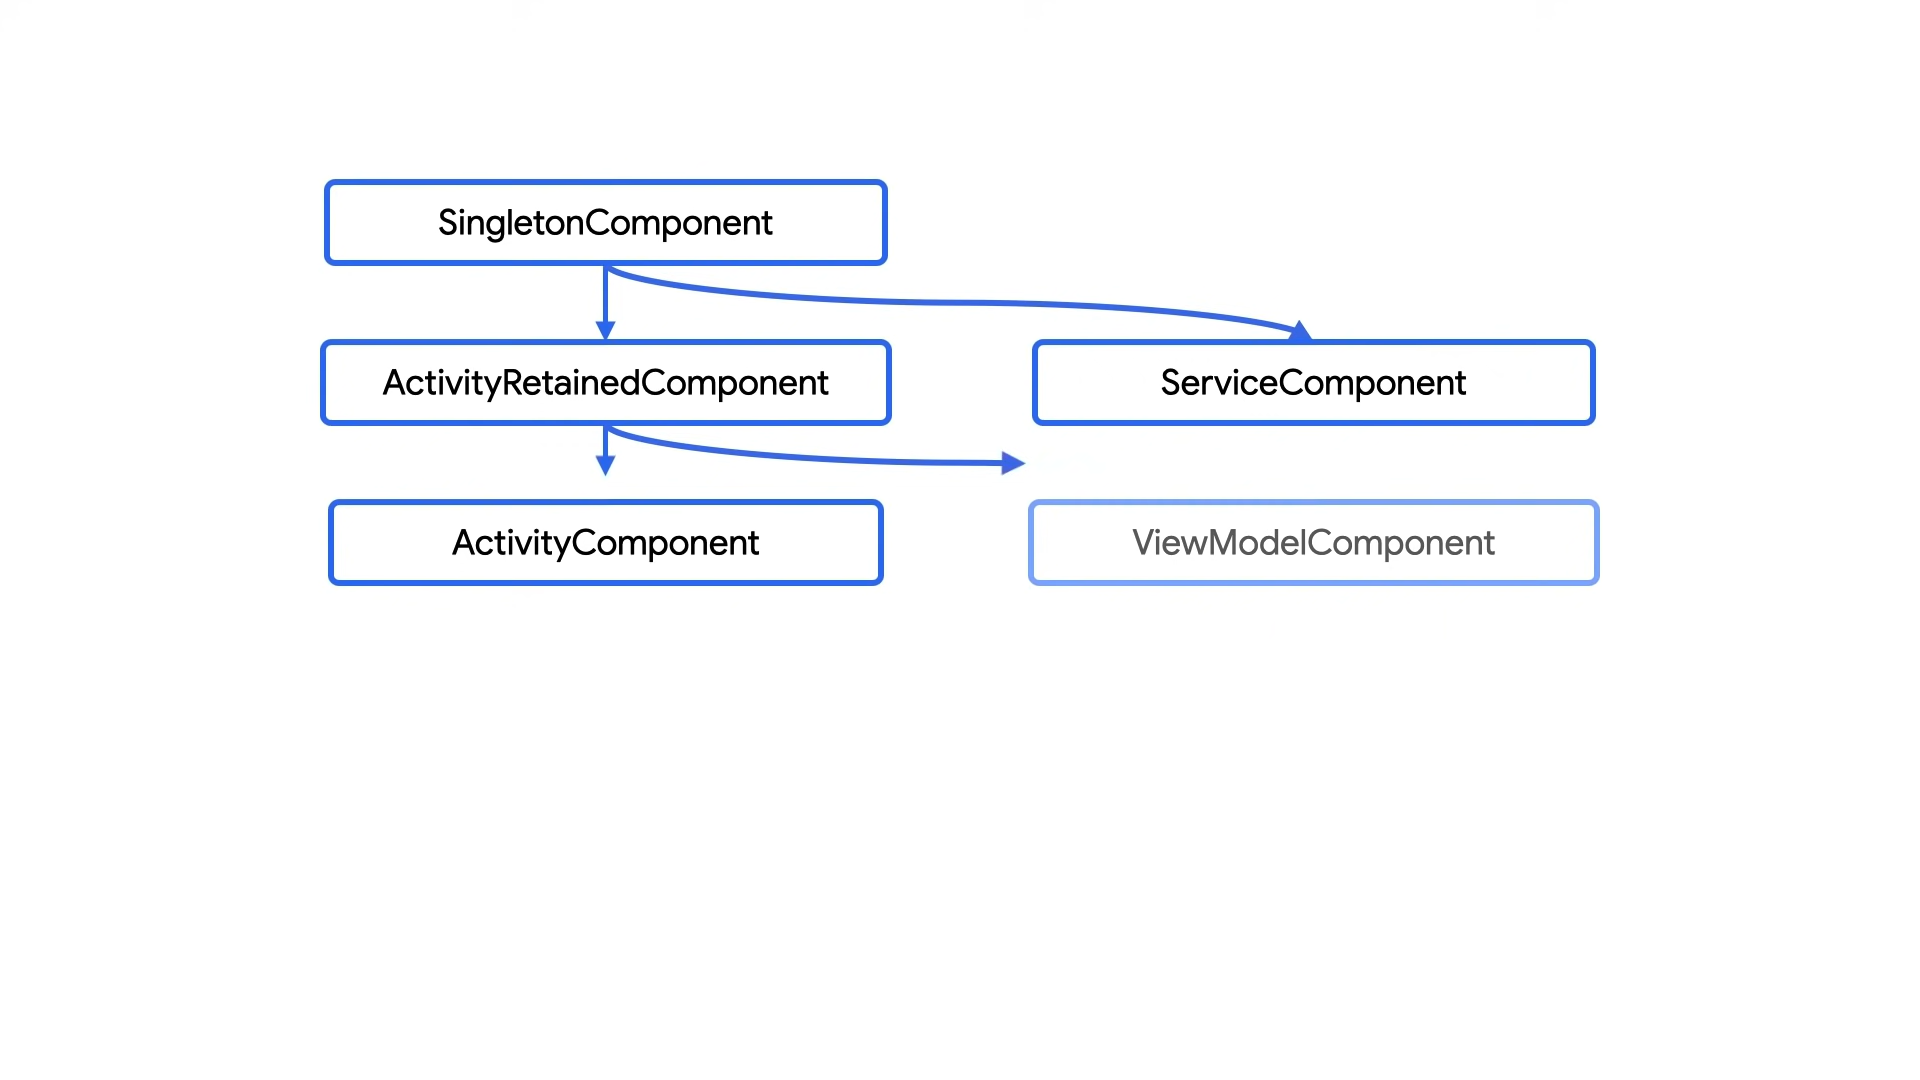 SingletonComponent
ActivityRetainedComponent
ServiceComponent
ActivityComponent
ViewModelComponent